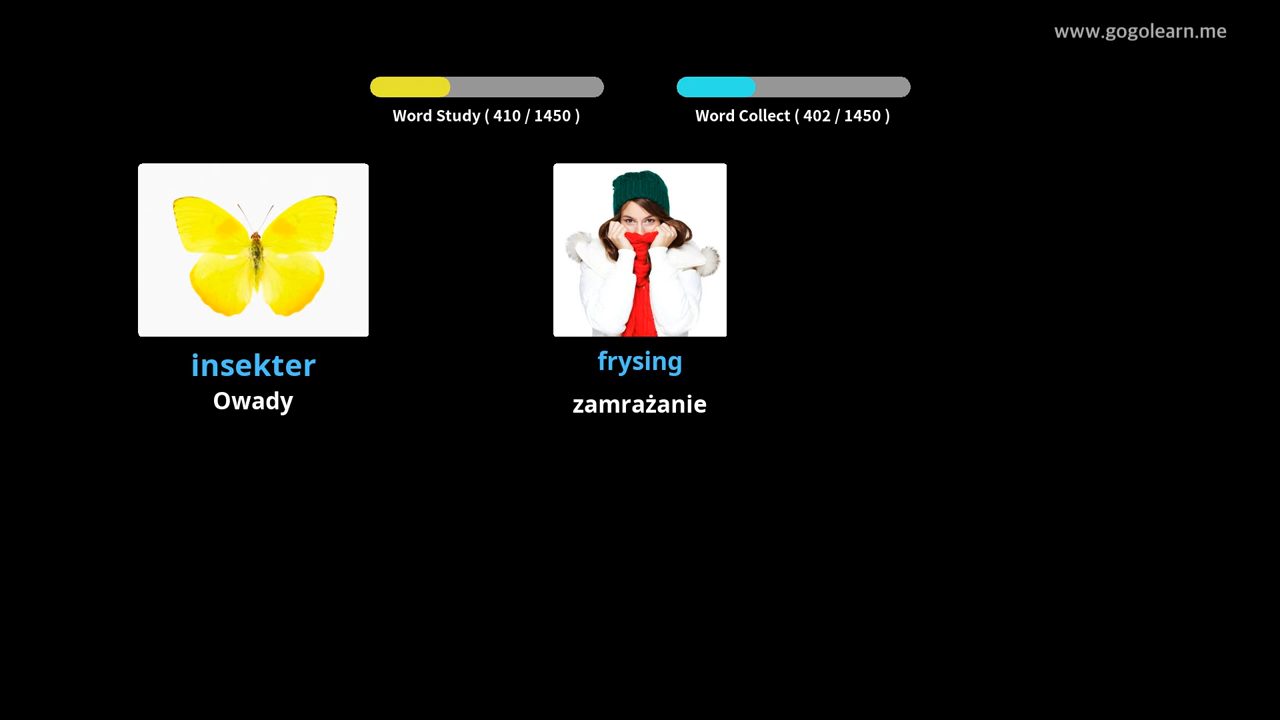 www.gogolearn.me
Word Study ( 410 / 1450 )
Word Collect ( 402 / 1450 )
insekter
Owady
frysing
zamrażanie